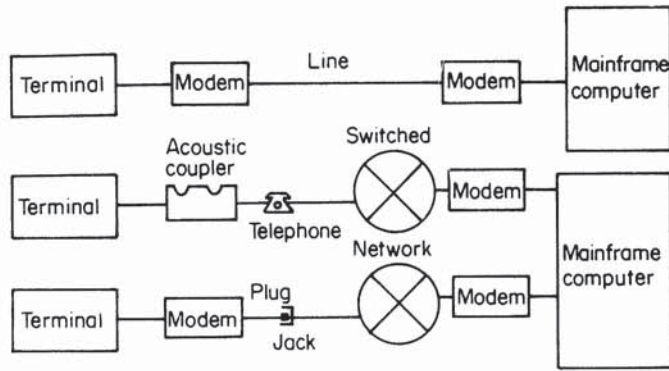 Terminal
Modem
Line
Modem
Mainframe
computer
Terminal
Acoustic
coupler
Telephone
Switched
Modem
Mainframe
computer
Terminal
Modem
Plug
Jack
Network
Modem